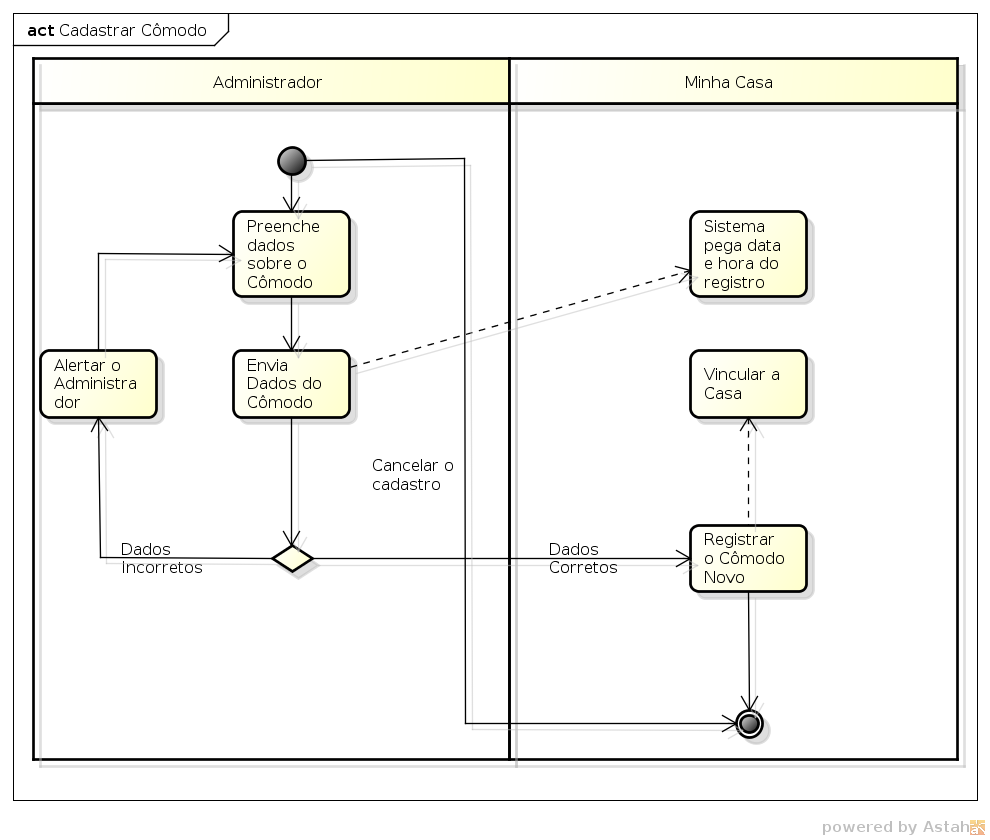 act Cadastrar Cômodo
Administrador
Minha Casa
Preenche
dados
sobre o
Cômodo
Sistema
pega data
e hora do
registro
Alertar o
Administra
dor
Envia
Dados do
Cômodo
Vincular a
Casa
Cancelar o
cadastro
Dados
Incorretos
Dados
Corretos
Registrar
o Cômodo
Novo
powered by Astah